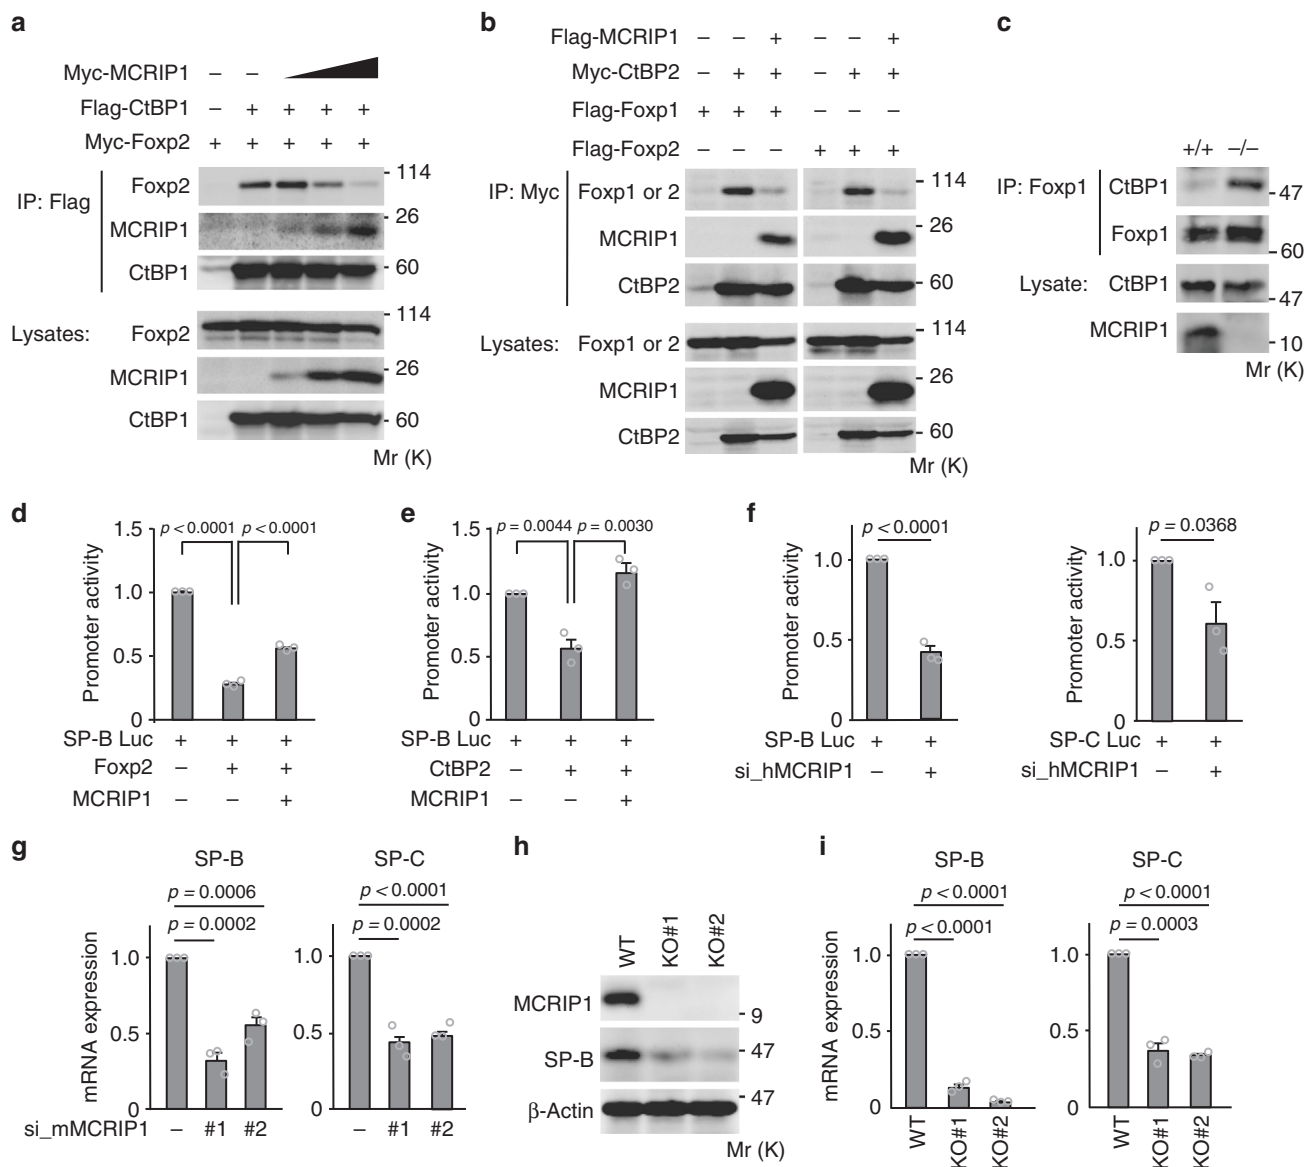 a
Myc-MCRIP1 – –
Flag-CtBP1 – + + + +
Myc-Foxp2 + + + + +
IP: Flag
Foxp2 114
MCRIP1 26
CtBP1 60
Lysates:
Foxp2 114
MCRIP1 26
CtBP1 60
Mr (K)
b
Flag-MCRIP1 – – + – – +
Myc-CtBP2 – + + – + +
Flag-Foxp1 + + + – – –
Flag-Foxp2 – – – + + +
IP: Myc
Foxp1 or 2 114
MCRIP1 26
CtBP2 60
Lysates:
Foxp1 or 2 114
MCRIP1 26
CtBP2 60
Mr (K)
c
+/+ –/–
IP: Foxp1
CtBP1 47
Foxp1 60
Lysate: CtBP1 47
MCRIP1 10
Mr (K)
d
p < 0.0001 p < 0.0001
Promoter activity
1.5
1.0
0.5
0
SP-B Luc + + +
Foxp2 – + +
MCRIP1 – – +
e
p = 0.0044 p = 0.0030
Promoter activity
1.5
1.0
0.5
0
SP-B Luc + + +
CtBP2 – + +
MCRIP1 – – +
f
p < 0.0001
Promoter activity
1.0
0.5
0
SP-B Luc + +
si_hMCRIP1 – +
p = 0.0368
Promoter activity
1.0
0.5
0
SP-C Luc + +
si_hMCRIP1 – +
g
SP-B
p = 0.0006
p = 0.0002
mRNA expression
1.0
0.5
0
si_mMCRIP1 – #1 #2
SP-C
p < 0.0001
p = 0.0002
1.0
0.5
0
– #1 #2
h
WT KO#1 KO#2
MCRIP1 9
SP-B 47
β-Actin 47
Mr (K)
i
SP-B
p < 0.0001
p < 0.0001
mRNA expression
1.0
0.5
0
WT KO#1 KO#2
SP-C
p < 0.0001
p = 0.0003
1.0
0.5
0
WT KO#1 KO#2